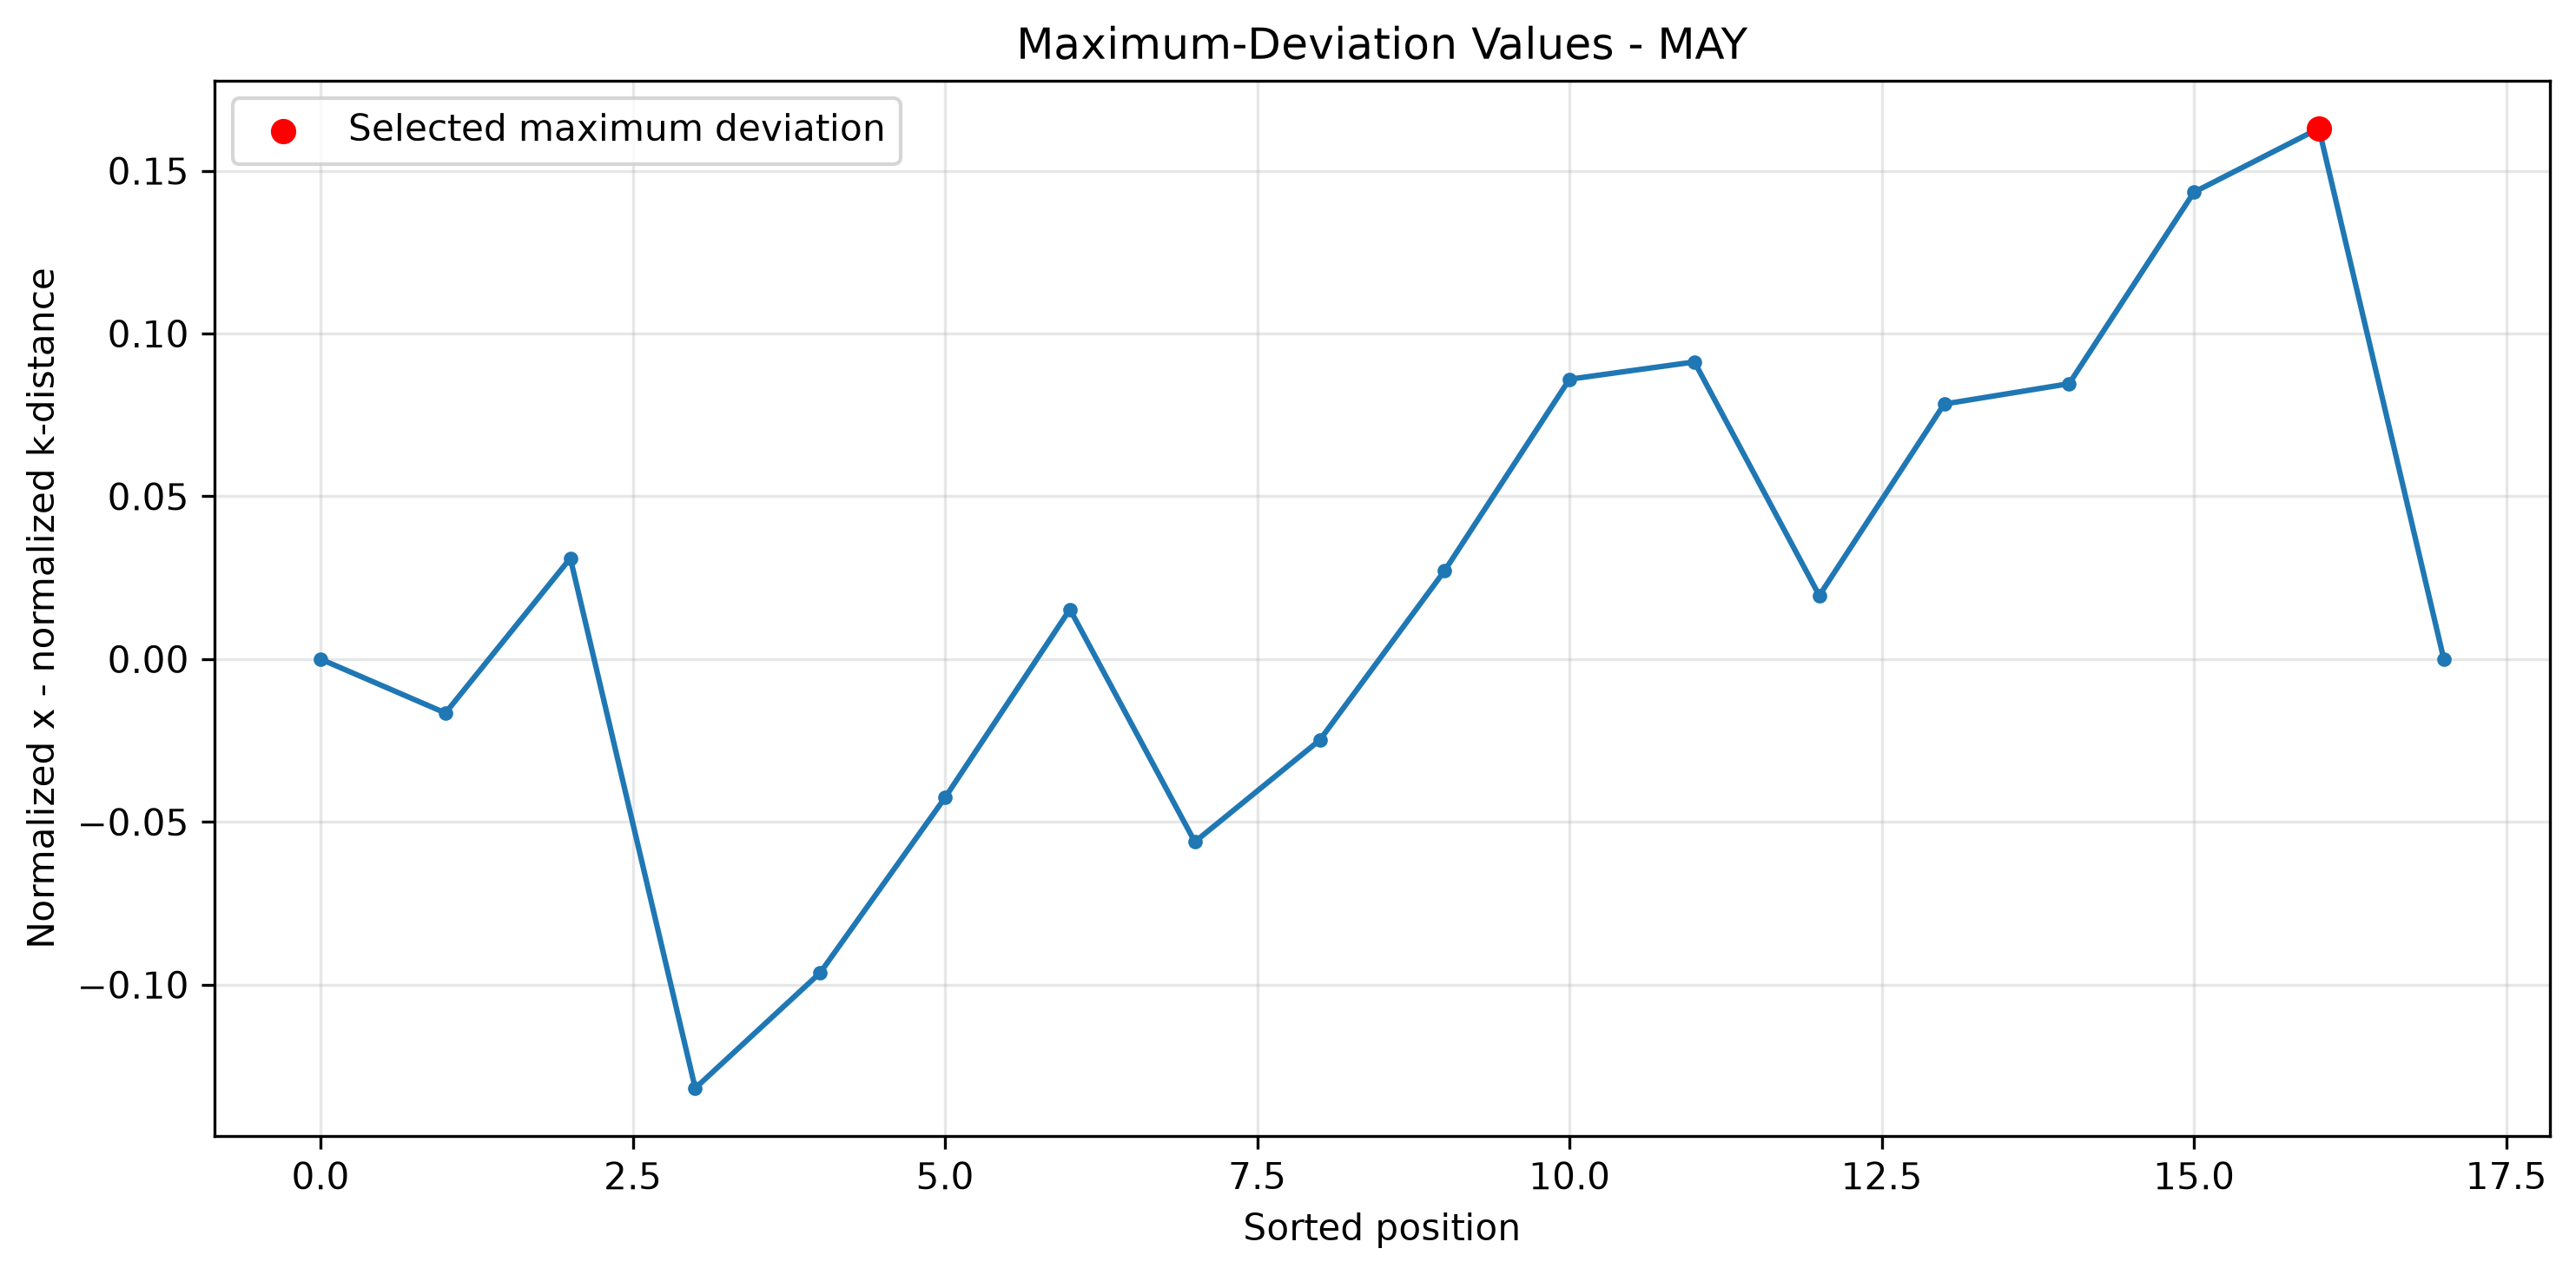 Maximum-Deviation Values - MAY
Selected maximum deviation
Normalized x - normalized k-distance
0.15
0.10
0.05
0.00
−0.05
−0.10
0.0 2.5 5.0 7.5 10.0 12.5 15.0 17.5
Sorted position